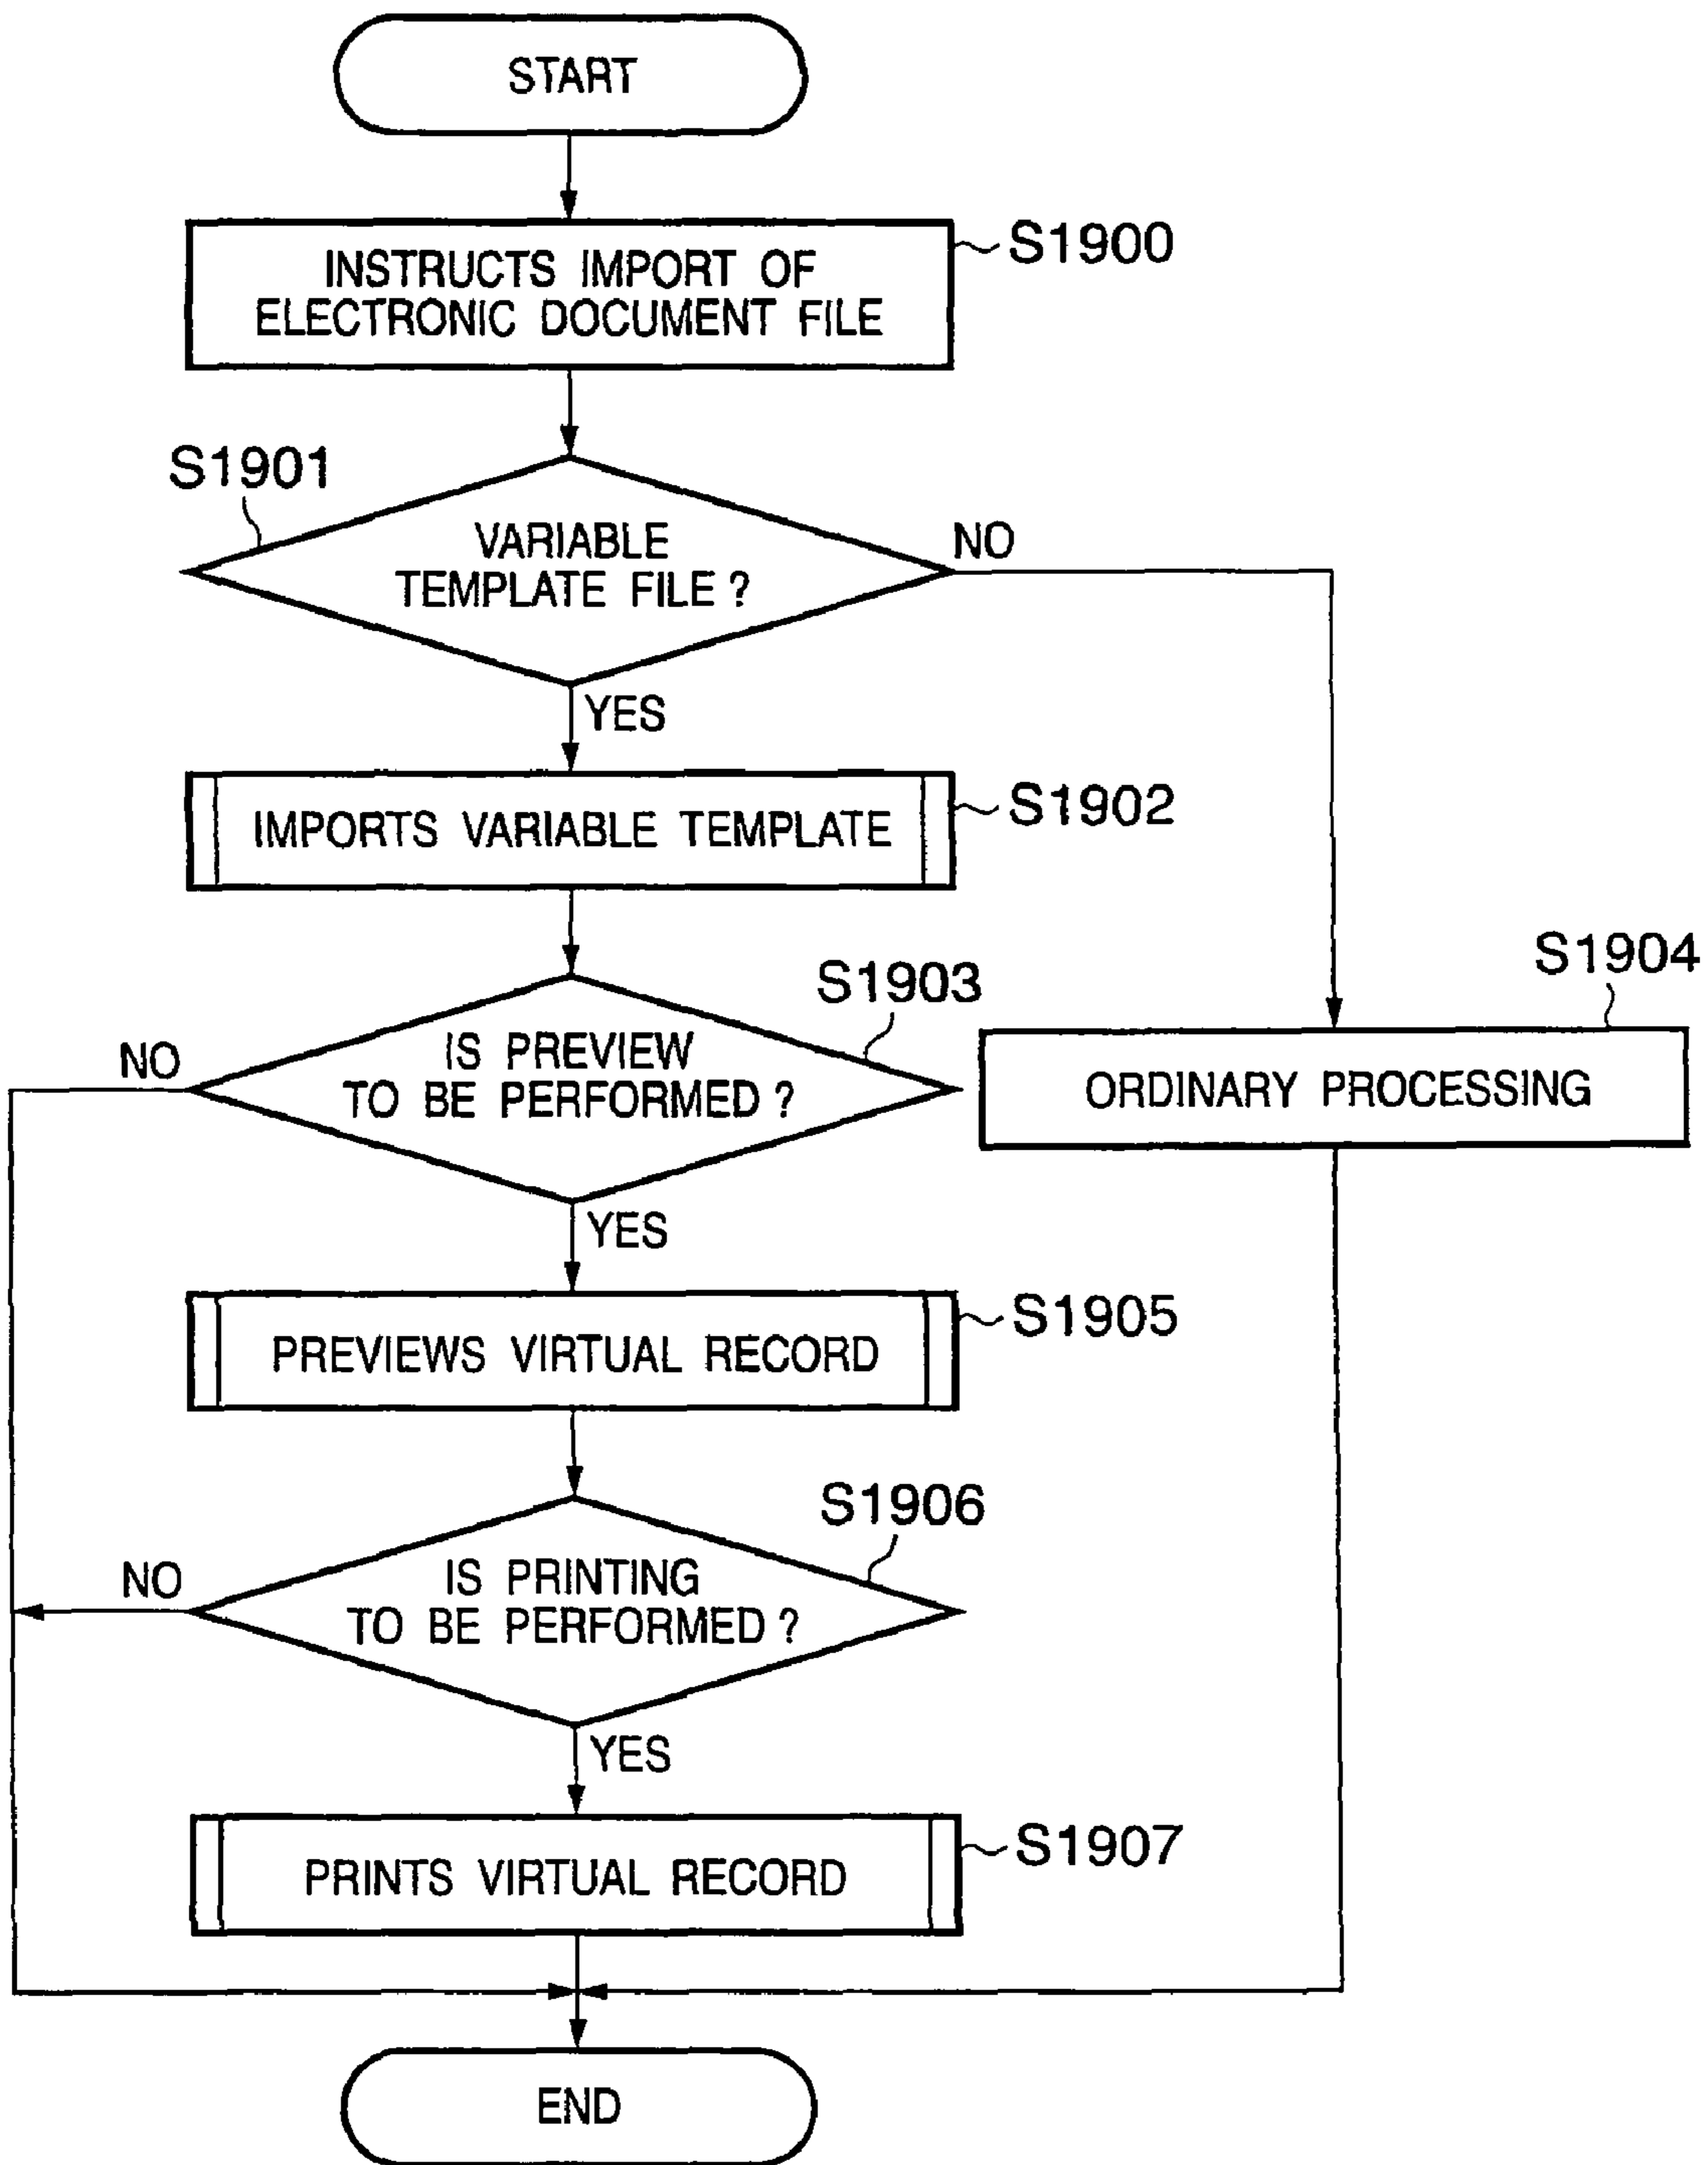 START
INSTRUCTS IMPORT OF
ELECTRONIC DOCUMENT FILE
S1900
S1901
VARIABLE
TEMPLATE FILE ?
NO
YES
IMPORTS VARIABLE TEMPLATE
S1902
S1903
IS PREVIEW
TO BE PERFORMED ?
NO
S1904
ORDINARY PROCESSING
YES
PREVIEWS VIRTUAL RECORD
S1905
S1906
IS PRINTING
TO BE PERFORMED ?
NO
YES
PRINTS VIRTUAL RECORD
S1907
END